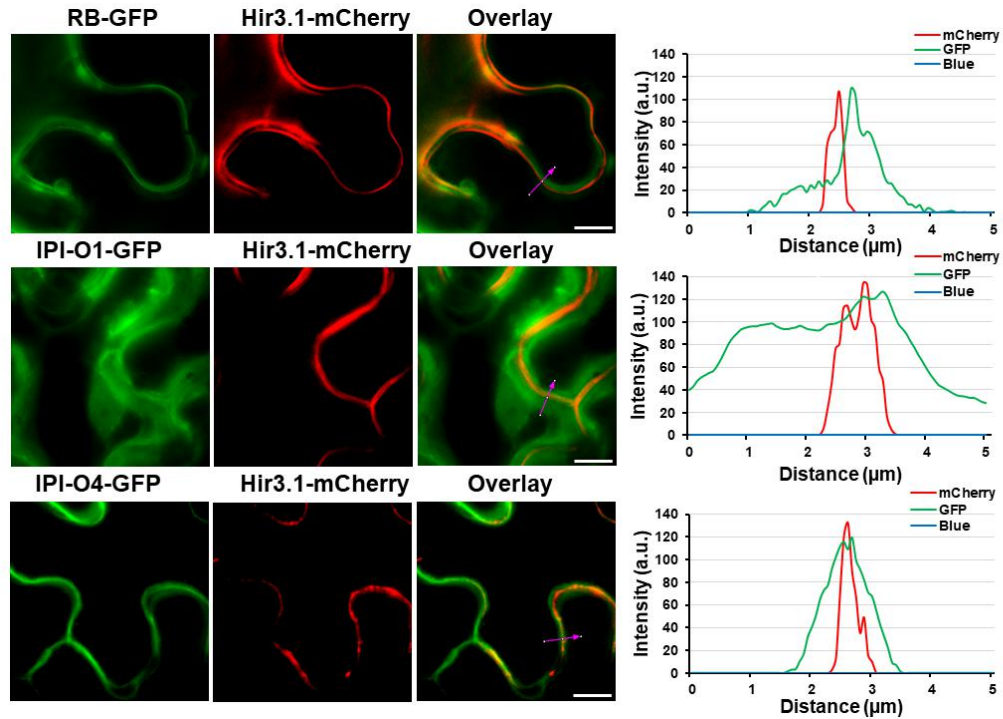 RB-GFP Hir3.1-mCherry Overlay
mCherry
GFP
Blue
Intensity (a.u.)
140
120
100
80
60
40
20
0
0 1 2 3 4 5
Distance (µm)
IPI-O1-GFP Hir3.1-mCherry Overlay
mCherry
GFP
Blue
Intensity (a.u.)
140
120
100
80
60
40
20
0
0 1 2 3 4 5
Distance (µm)
IPI-O4-GFP Hir3.1-mCherry Overlay
mCherry
GFP
Blue
Intensity (a.u.)
140
120
100
80
60
40
20
0
0 1 2 3 4 5
Distance (µm)